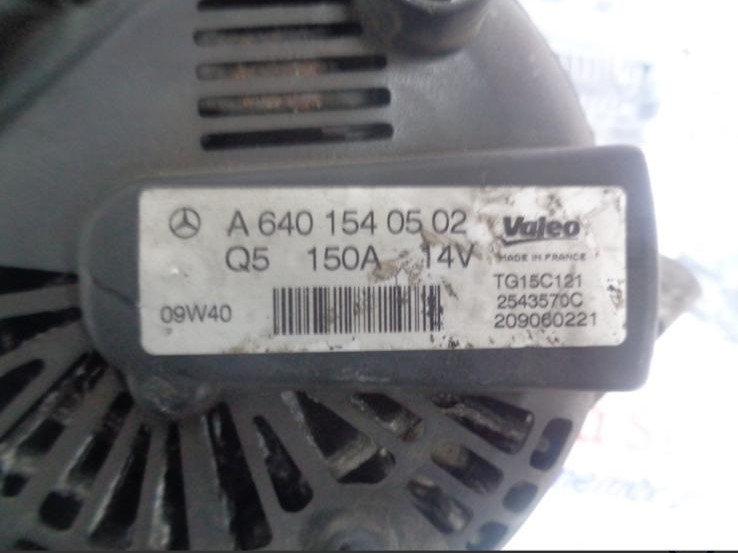 A 640 154 05 02
Valeo
Q5 150A 14V
MADE IN FRANCE
TG15C121
2543570C
09W40
209060221